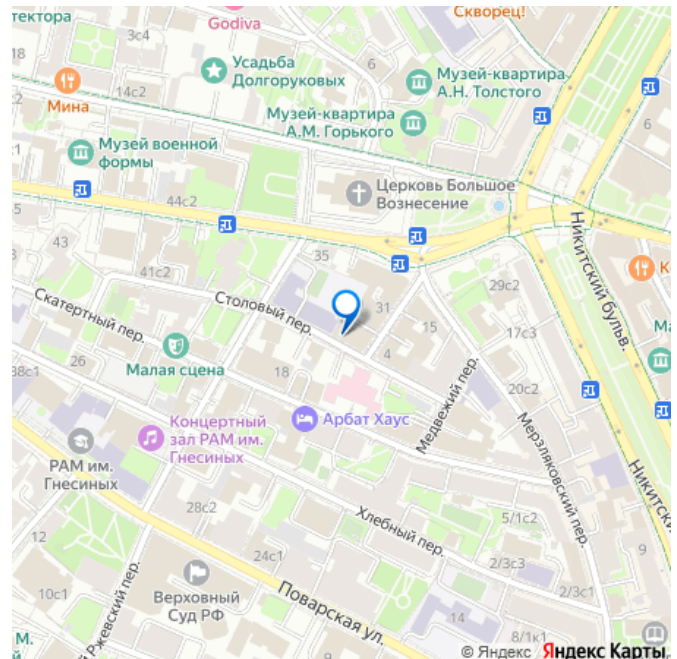 тектора
3с4
Godiva
Скворец!
18
Усадьба
Долгоруковых
Музей-квартира
А.Н. Толстого
14с2
Мина
6
Музей-квартира
А.М. Горького
Музей военной
формы
Церковь Большое
Вознесение
44с2
5
43
35
Никитский бульв.
41с2
29с2
Скатертный пер.
Столовый пер.
31
15
17с3
Малая сцена
4
26
38с1
18
Медвежий пер.
20с2
Концертный
зал РАМ им.
Гнесиных
Арбат Хаус
Мерзляковский пер.
РАМ им.
Гнесиных
28с2
Хлебный пер.
5/1с2
9
24с1
2/3с3
Верховный
Суд РФ
10с1
Ржевский пер.
Поварская ул.
2/3с1
14
8/1к1
М.
© Яндекс Яндекс Карты